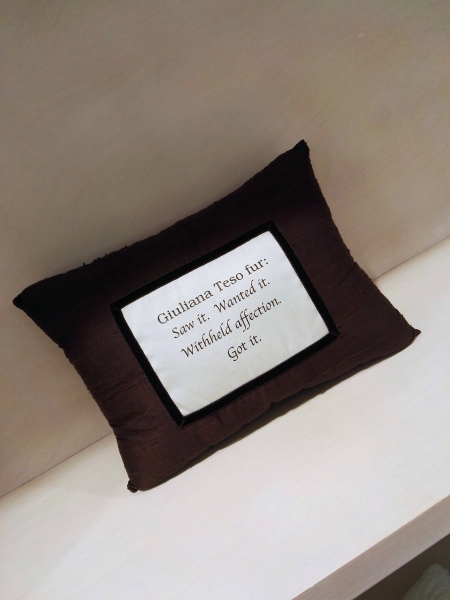 Giuliana Teso fur:
Saw it. Wanted it.
Withheld affection.
Got it.